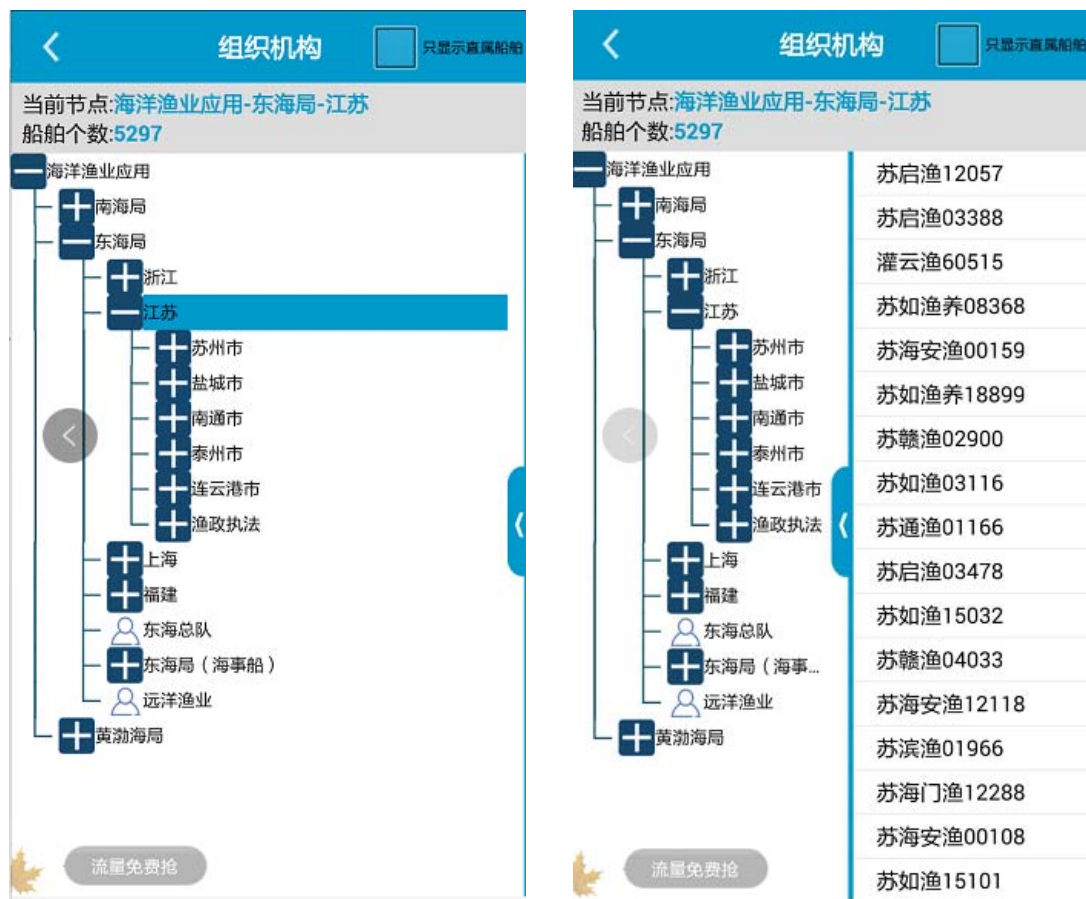 组织机构
只显示直属船舶
当前节点:海洋渔业应用-东海局-江苏
船舶个数:5297
海洋渔业应用
南海局
东海局
浙江
江苏
苏州市
盐城市
南通市
泰州市
连云港市
渔政执法
上海
福建
东海总队
东海局（海事船）
远洋渔业
黄渤海局
流量免费抢
组织机构
只显示直属船舶
当前节点:海洋渔业应用-东海局-江苏
船舶个数:5297
海洋渔业应用
南海局
东海局
浙江
江苏
苏州市
盐城市
南通市
泰州市
连云港市
渔政执法
上海
福建
东海总队
东海局（海事...
远洋渔业
黄渤海局
流量免费抢
苏启渔12057
苏启渔03388
灌云渔60515
苏如渔养08368
苏海安渔00159
苏如渔养18899
苏赣渔02900
苏如渔03116
苏通渔01166
苏启渔03478
苏如渔15032
苏赣渔04033
苏海安渔12118
苏滨渔01966
苏海门渔12288
苏海安渔00108
苏如渔15101